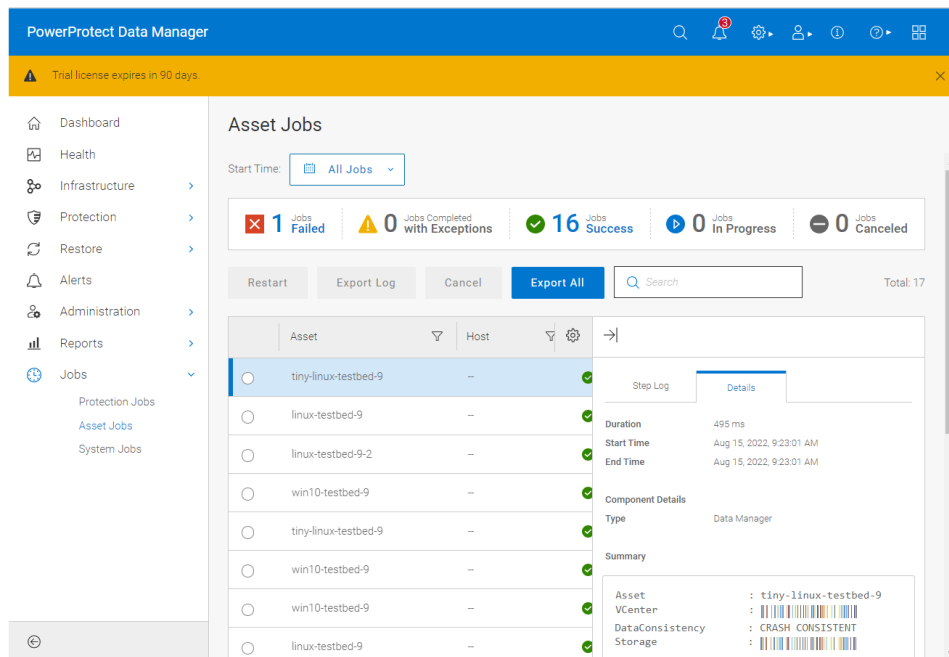 PowerProtect Data Manager
3
Trial license expires in 90 days.
Dashboard
Health
Infrastructure
Protection
Restore
Alerts
Administration
Reports
Jobs
Protection Jobs
Asset Jobs
System Jobs
Asset Jobs
Start Time: All Jobs
1 Jobs Failed
0 Jobs Completed with Exceptions
16 Jobs Success
0 Jobs In Progress
0 Jobs Canceled
Restart Export Log Cancel Export All Search Total: 17
Asset Host
tiny-linux-testbed-9 --
linux-testbed-9 --
linux-testbed-9-2 --
win10-testbed-9 --
tiny-linux-testbed-9 --
win10-testbed-9 --
win10-testbed-9 --
linux-testbed-9 --
Step Log Details
Duration 495 ms
Start Time Aug 15, 2022, 9:23:01 AM
End Time Aug 15, 2022, 9:23:01 AM
Component Details
Type Data Manager
Summary
Asset : tiny-linux-testbed-9
VCenter :
DataConsistency : CRASH CONSISTENT
Storage :